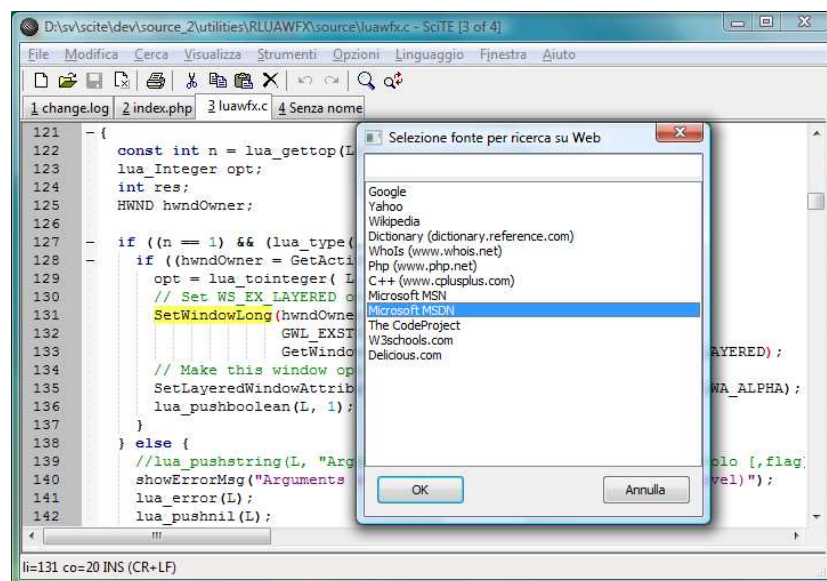 D:\sv\scite\dev\source_2\utilities\RLUAWFX\source\luawfx.c - SciTE [3 of 4]
File Modifica Cerca Visualizza Strumenti Opzioni Linguaggio Finestra Aiuto
1 change.log 2 index.php 3 luawfx.c 4 Senza nome
Selezione fonte per ricerca su Web
Google
Yahoo
Wikipedia
Dictionary (dictionary.reference.com)
WhoIs (www.whois.net)
Php (www.php.net)
C++ (www.cplusplus.com)
Microsoft MSN
Microsoft MSDN
The CodeProject
W3schools.com
Delicious.com
OK Annulla
121 - {
122 const int n = lua_gettop(L
123 lua_Integer opt;
124 int res;
125 HWND hwndOwner;
126
127 - if ((n == 1) && (lua_type(
128 - if ((hwndOwner = GetActi
129 opt = lua_tointeger( L
130 // Set WS_EX_LAYERED o
131 SetWindowLong(hwndOwne
132 GWL_EXST
133 GetWindo AYERED);
134 // Make this window op
135 SetLayeredWindowAttrib WA_ALPHA);
136 lua_pushboolean(L, 1);
137 }
138 } else {
139 //lua_pushstring(L, "Arg olo [,flag
140 showErrorMsg("Arguments vel)");
141 lua_error(L);
142 lua_pushnil(L);
li=131 co=20 INS (CR+LF)